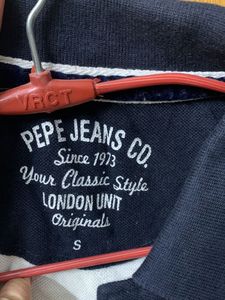 VRCT
PEPE JEANS CO.
Since 1973
Your Classic Style
LONDON UNIT
Originals
S